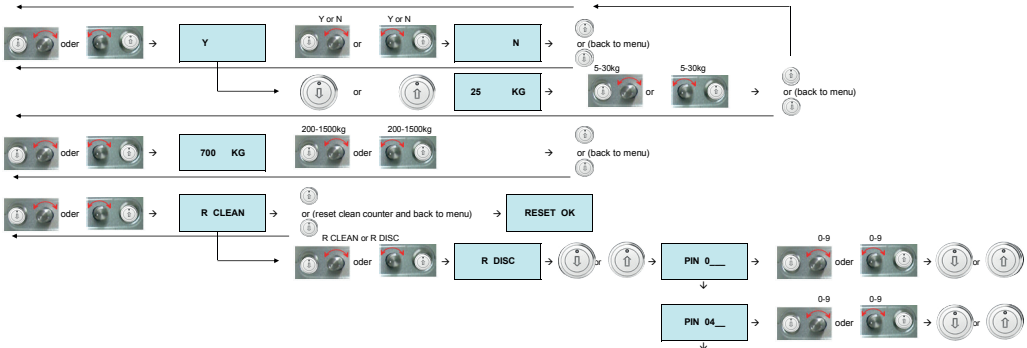 Y or N Y or N
oder → Y or → N → or (back to menu)
5-30kg 5-30kg
or 25 KG → or → or (back to menu)
200-1500kg 200-1500kg
oder → 700 KG oder → or (back to menu)
oder → R CLEAN → or (reset clean counter and back to menu) → RESET OK
R CLEAN or R DISC
0-9 0-9
oder → R DISC → or → PIN 0___ → oder → or
0-9 0-9
PIN 04__ → oder → or